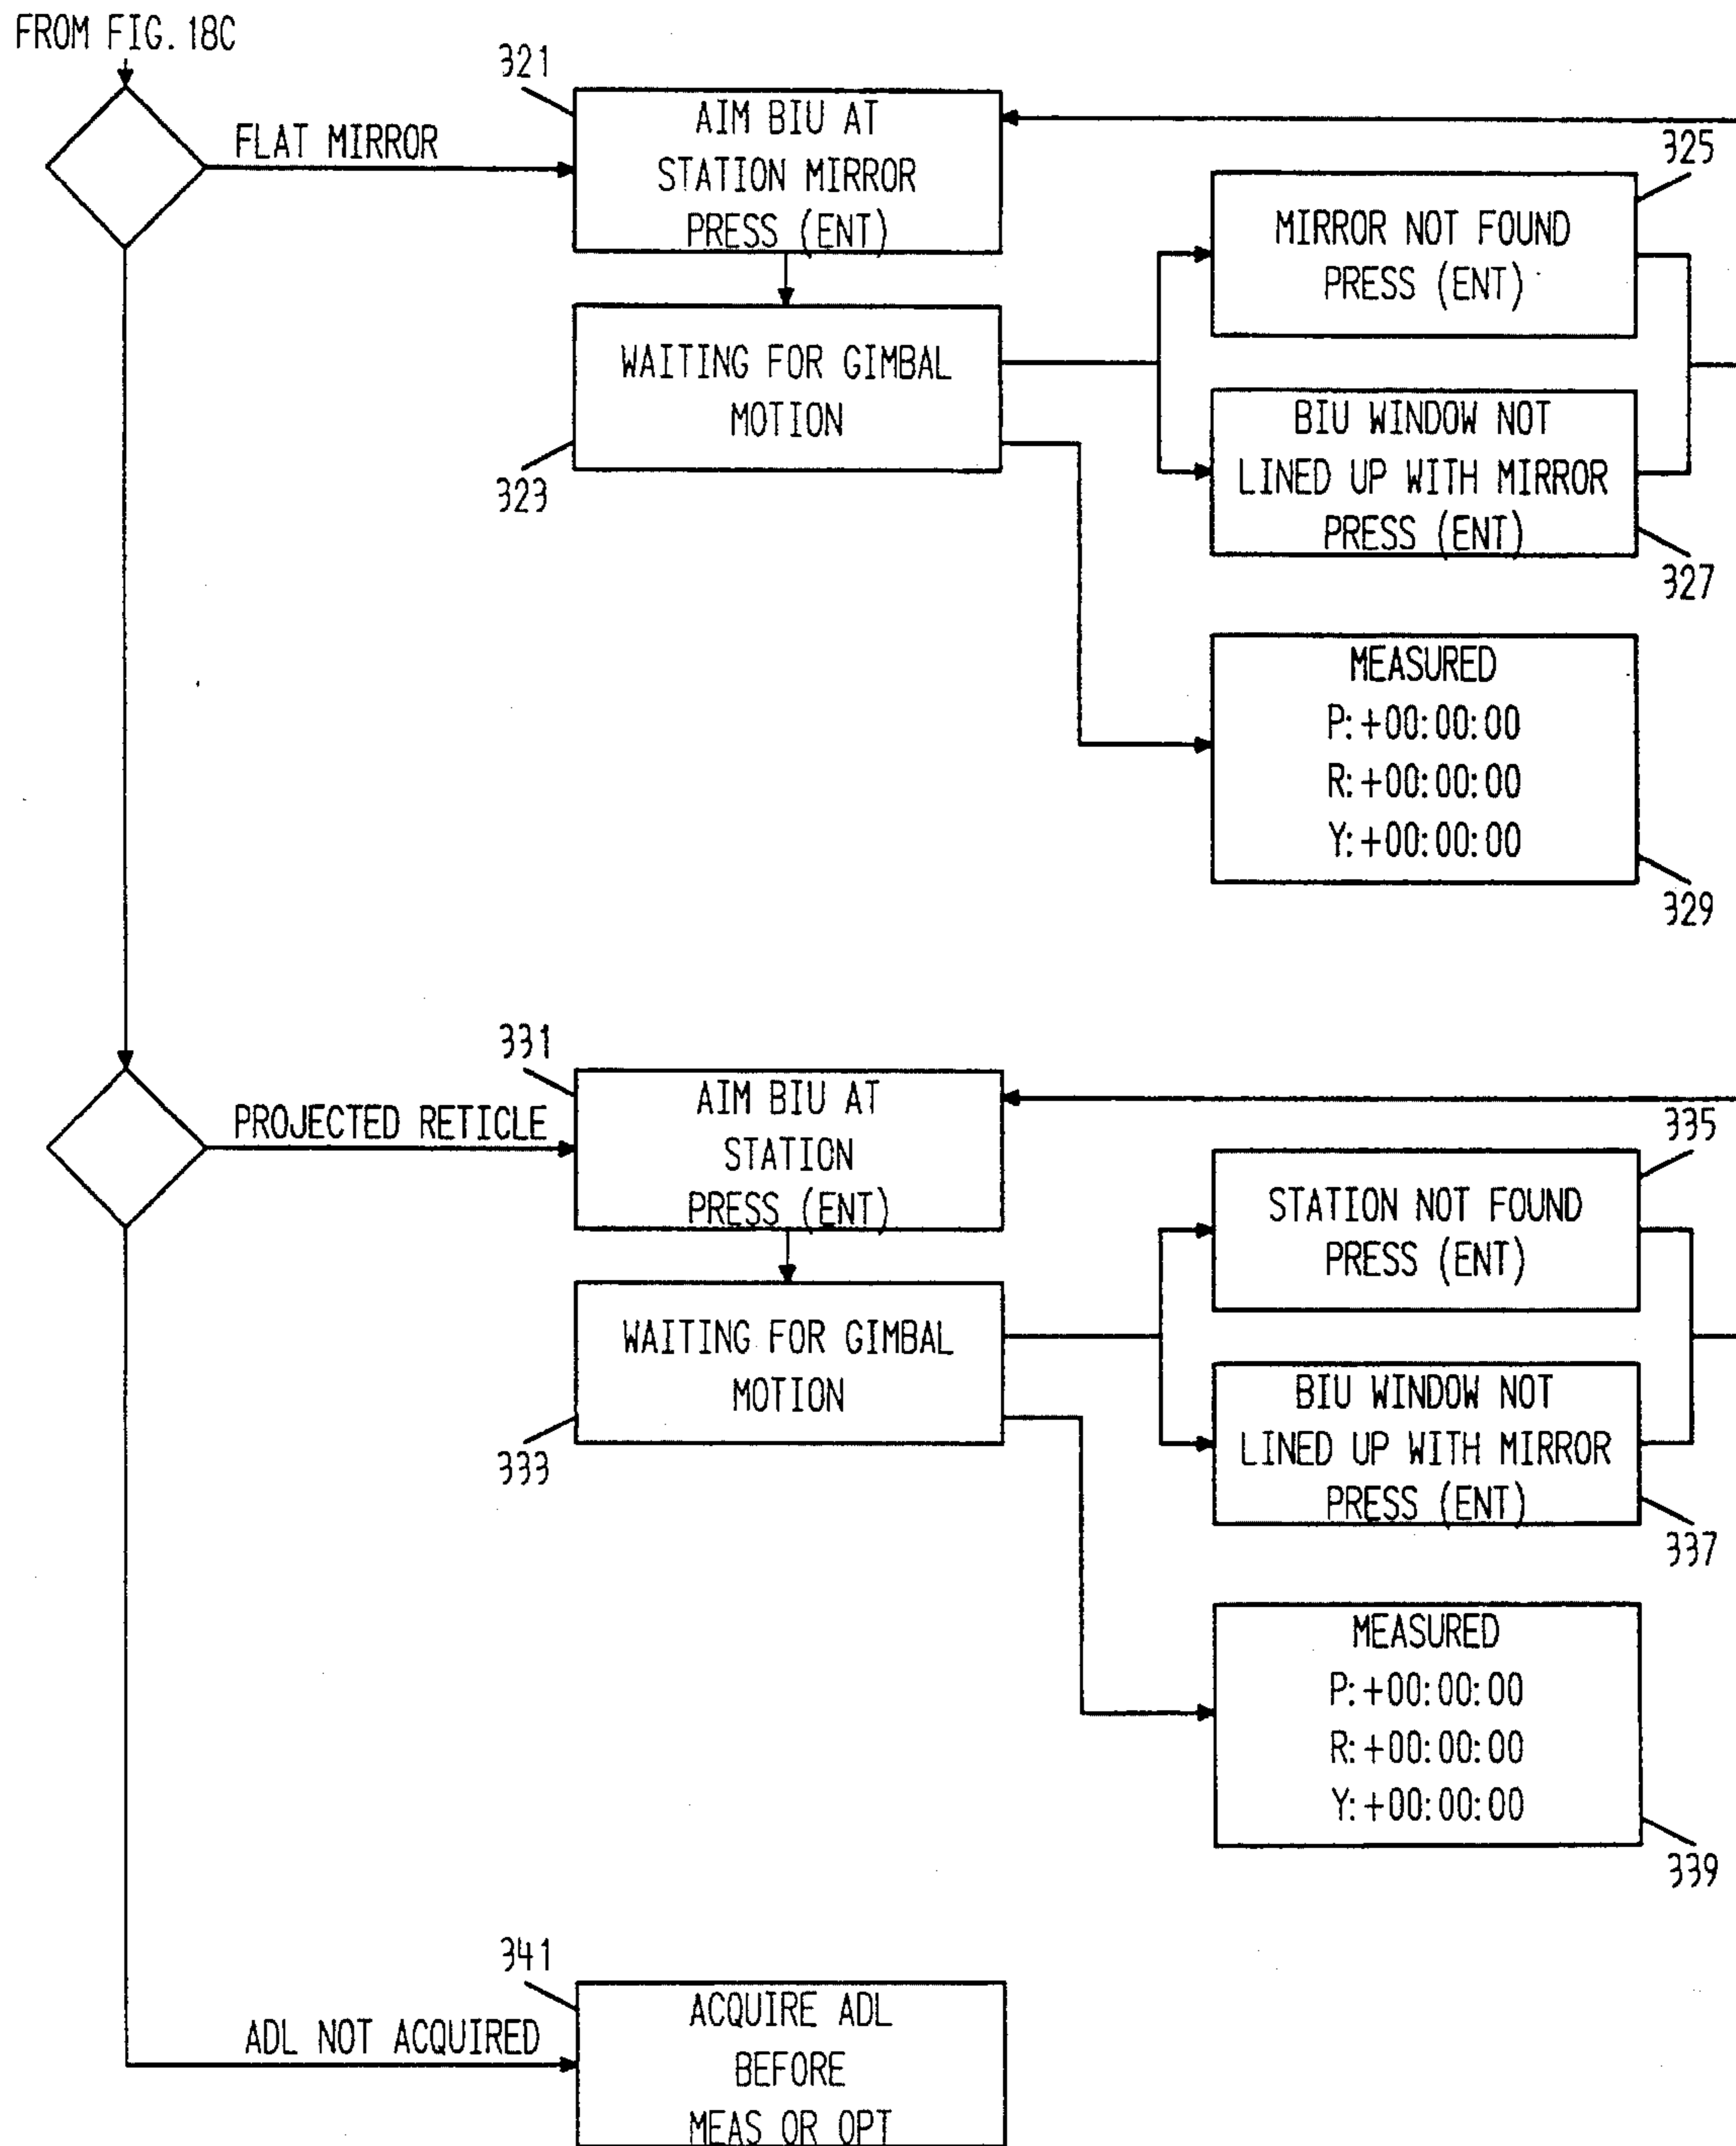 FROM FIG. 18C
321
AIM BIU AT
STATION MIRROR
PRESS (ENT)
FLAT MIRROR
325
MIRROR NOT FOUND
PRESS (ENT)
WAITING FOR GIMBAL
MOTION
323
BIU WINDOW NOT
LINED UP WITH MIRROR
PRESS (ENT)
327
MEASURED
P:+00:00:00
R:+00:00:00
Y:+00:00:00
329
331
AIM BIU AT
STATION
PRESS (ENT)
PROJECTED RETICLE
335
STATION NOT FOUND
PRESS (ENT)
WAITING FOR GIMBAL
MOTION
333
BIU WINDOW NOT
LINED UP WITH MIRROR
PRESS (ENT)
337
MEASURED
P:+00:00:00
R:+00:00:00
Y:+00:00:00
339
341
ADL NOT ACQUIRED
ACQUIRE ADL
BEFORE
MEAS OR OPT